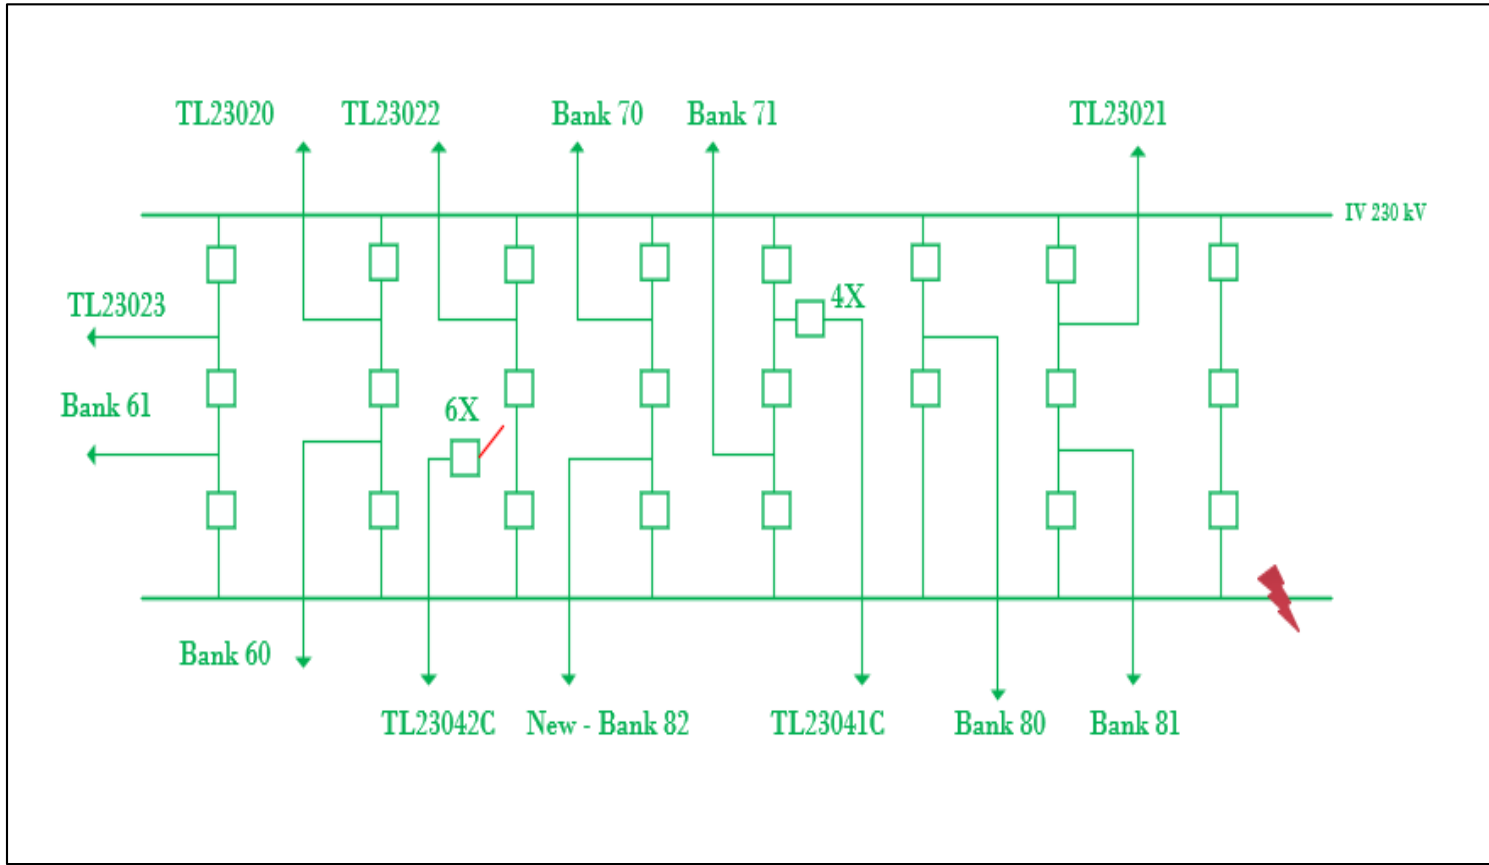 TL23020
TL23022
Bank 70
Bank 71
TL23021
IV 230 kV
TL23023
4X
Bank 61
6X
Bank 60
TL23042C
New - Bank 82
TL23041C
Bank 80
Bank 81